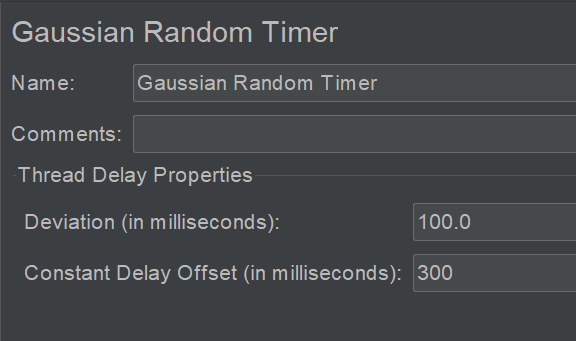 Gaussian Random Timer
Name: Gaussian Random Timer
Comments:
Thread Delay Properties
Deviation (in milliseconds): 100.0
Constant Delay Offset (in milliseconds): 300